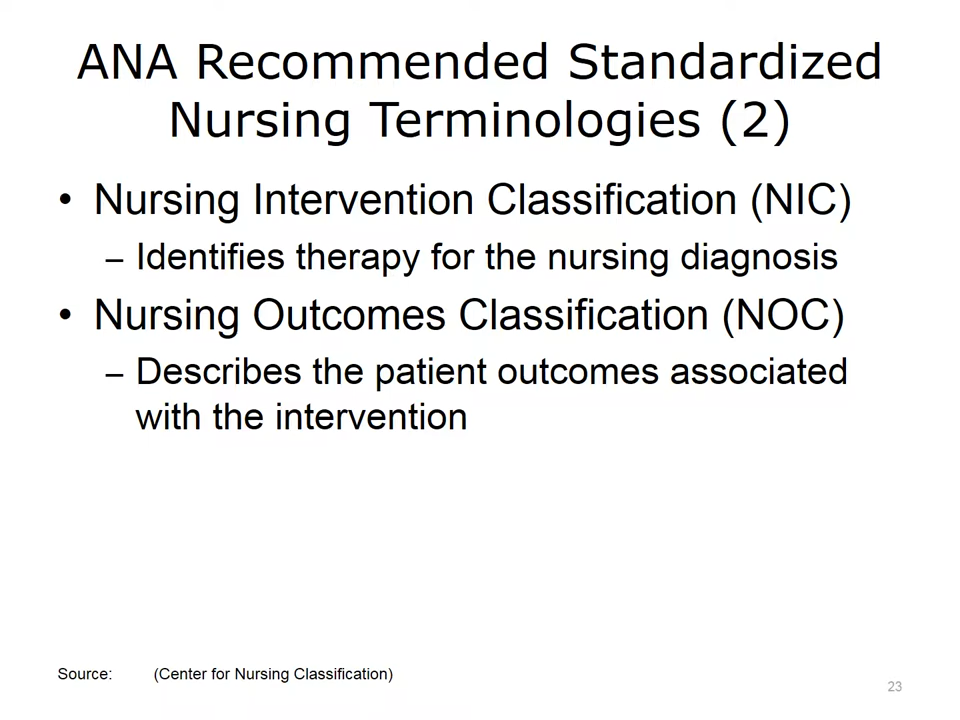 ANA Recommended Standardized
Nursing Terminologies (2)
• Nursing Intervention Classification (NIC)
– Identifies therapy for the nursing diagnosis
• Nursing Outcomes Classification (NOC)
– Describes the patient outcomes associated
with the intervention
Source: (Center for Nursing Classification)
23